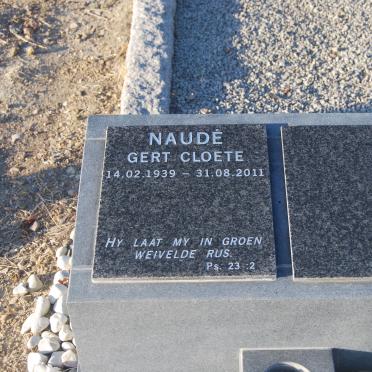 NAUDÉ
GERT CLOETE
14.02.1939 - 31.08.2011
HY LAAT MY IN GROEN
WEIVELDE RUS.
Ps. 23 :2